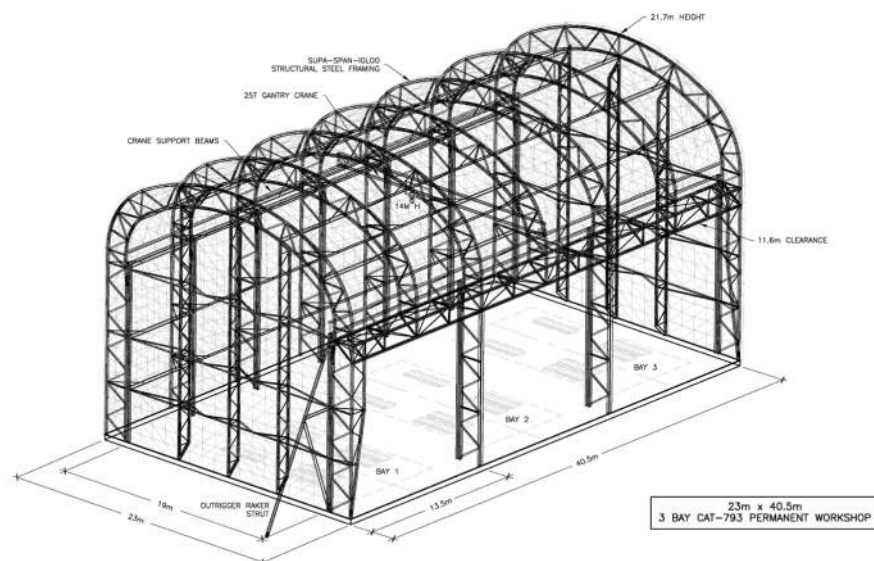 21.7m HEIGHT
SUPA-SPAN-IGLOO
STRUCTURAL STEEL FRAMING
25T GANTRY CRANE
CRANE SUPPORT BEAMS
14M H
11.6m CLEARANCE
BAY 3
BAY 2
BAY 1
40.5m
13.5m
19m
23m
OUTRIGGER RAKER
STRUT
23m x 40.5m
3 BAY CAT-793 PERMANENT WORKSHOP